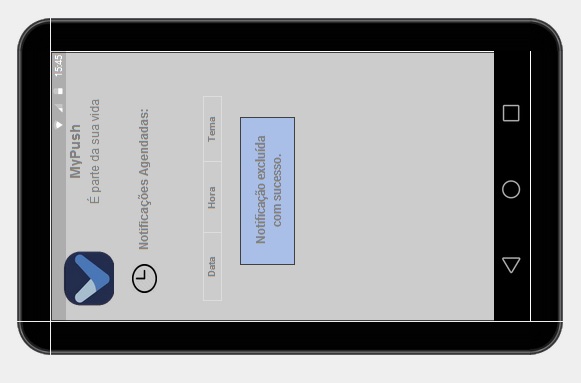 15:45
MyPush
É parte da sua vida
Notificações Agendadas:
Data Hora Tema
Notificação excluída
com sucesso.